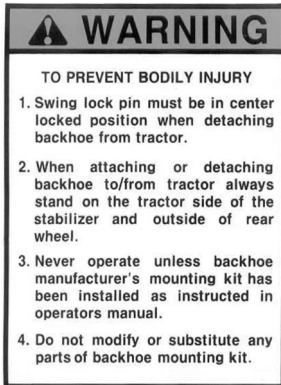 WARNING
TO PREVENT BODILY INJURY
1. Swing lock pin must be in center
locked position when detaching
backhoe from tractor.
2. When attaching or detaching
backhoe to/from tractor always
stand on the tractor side of the
stabilizer and outside of rear
wheel.
3. Never operate unless backhoe
manufacturer's mounting kit has
been installed as instructed in
operators manual.
4. Do not modify or substitute any
parts of backhoe mounting kit.